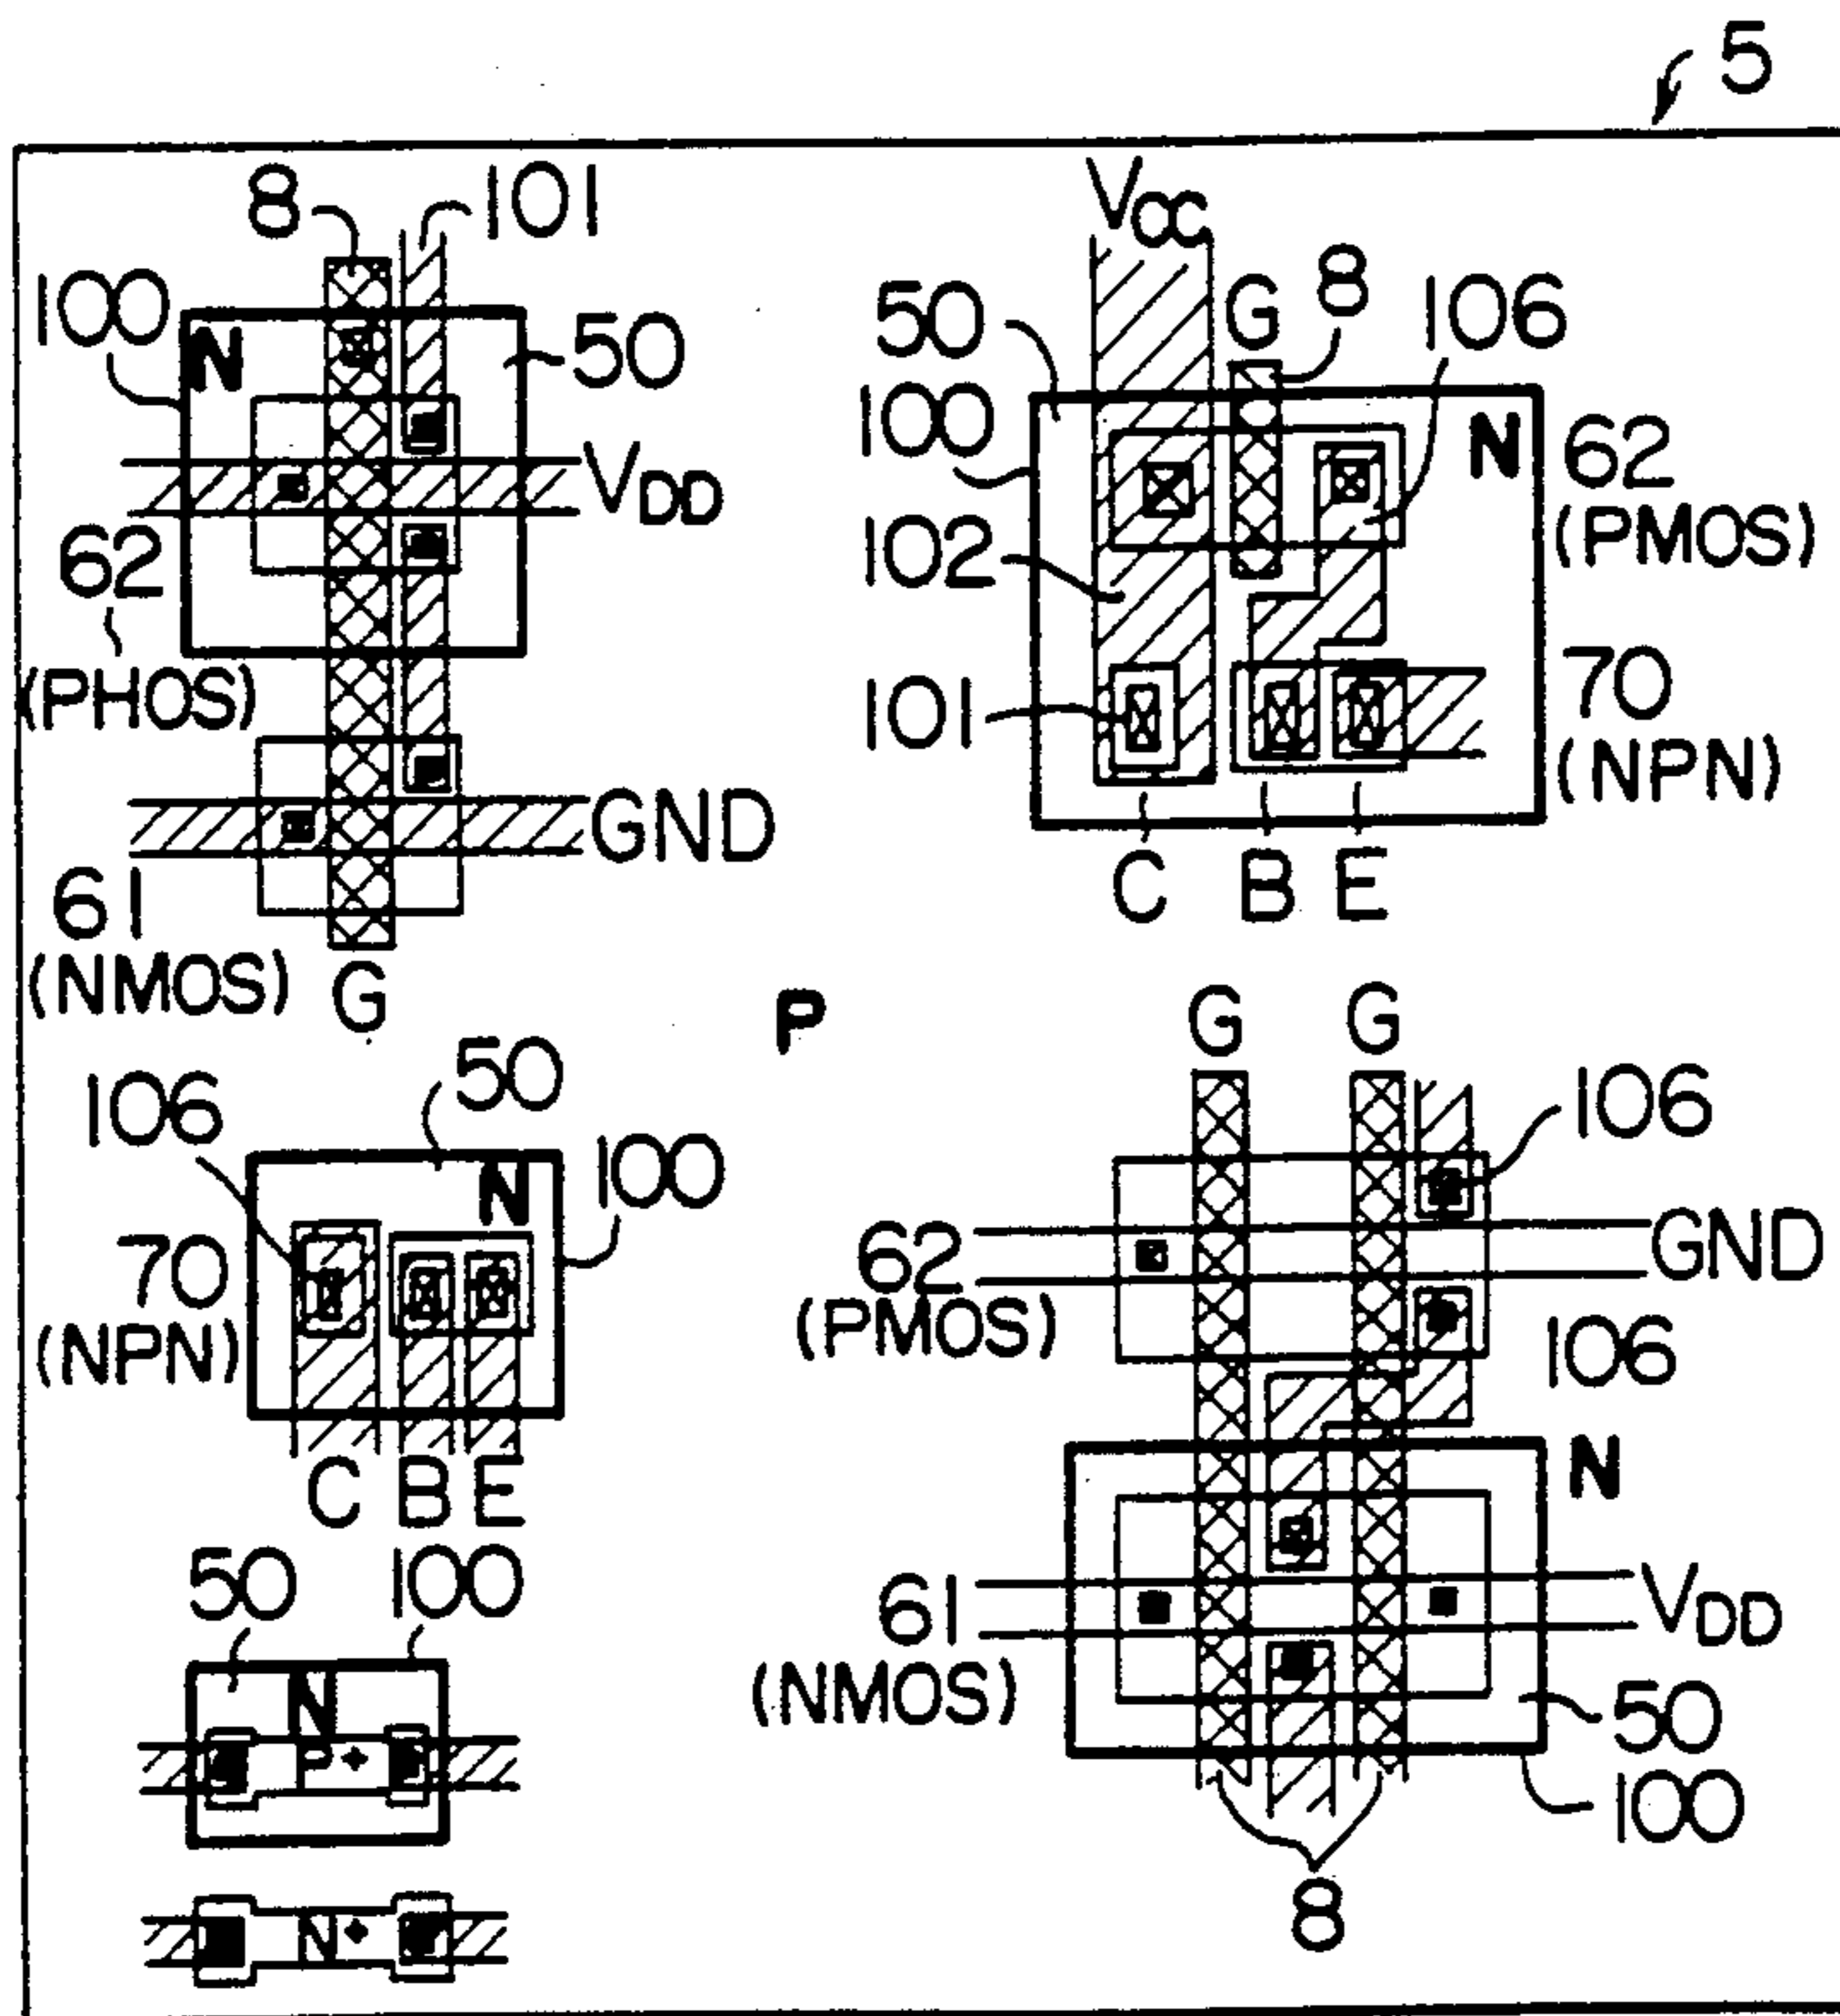 5
8
101
100
N
50
VDD
62
(PHOS)
GND
61
(NMOS)
G
Vcc
G
8
106
50
100
N
62
(PMOS)
102
101
70
(NPN)
C B E
P
106
50
N
100
70
(NPN)
C B E
50
100
N
P+
N+
G G
106
GND
62
(PMOS)
106
N
61
(NMOS)
VDD
50
100
8